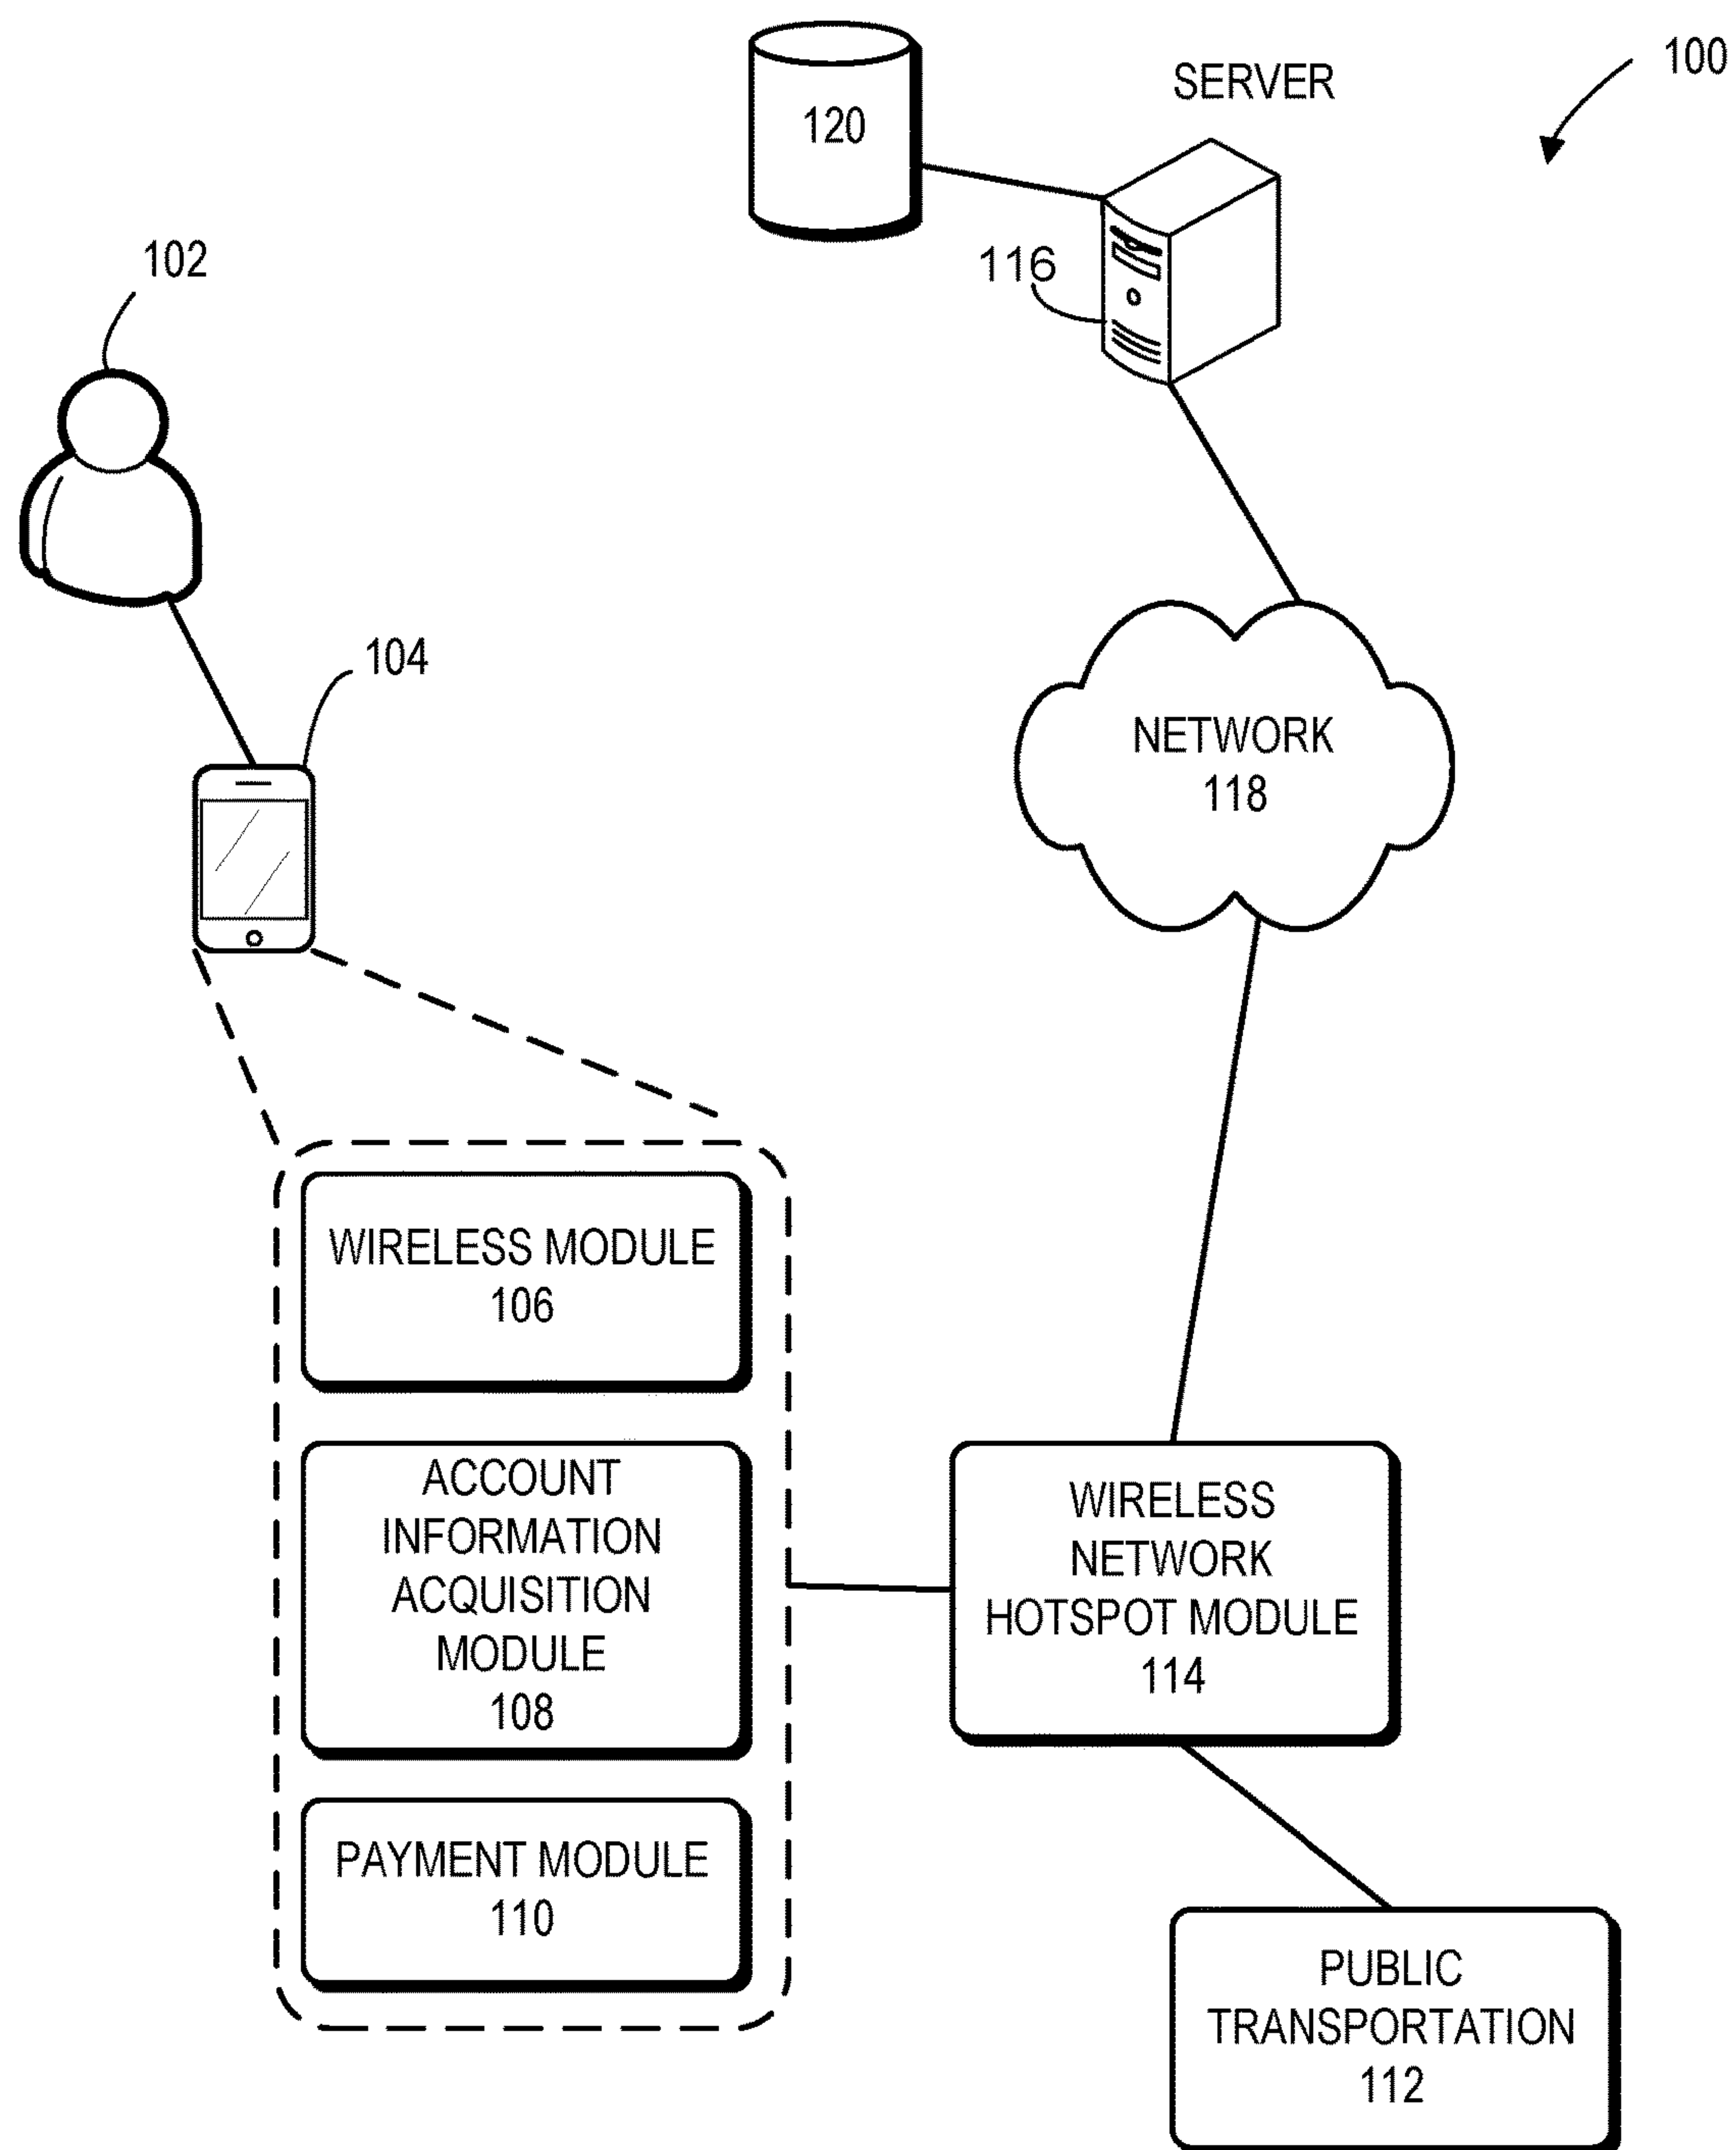 100
SERVER
120
116
102
104
NETWORK
118
WIRELESS MODULE
106
ACCOUNT
INFORMATION
ACQUISITION
MODULE
108
WIRELESS
NETWORK
HOTSPOT MODULE
114
PAYMENT MODULE
110
PUBLIC
TRANSPORTATION
112